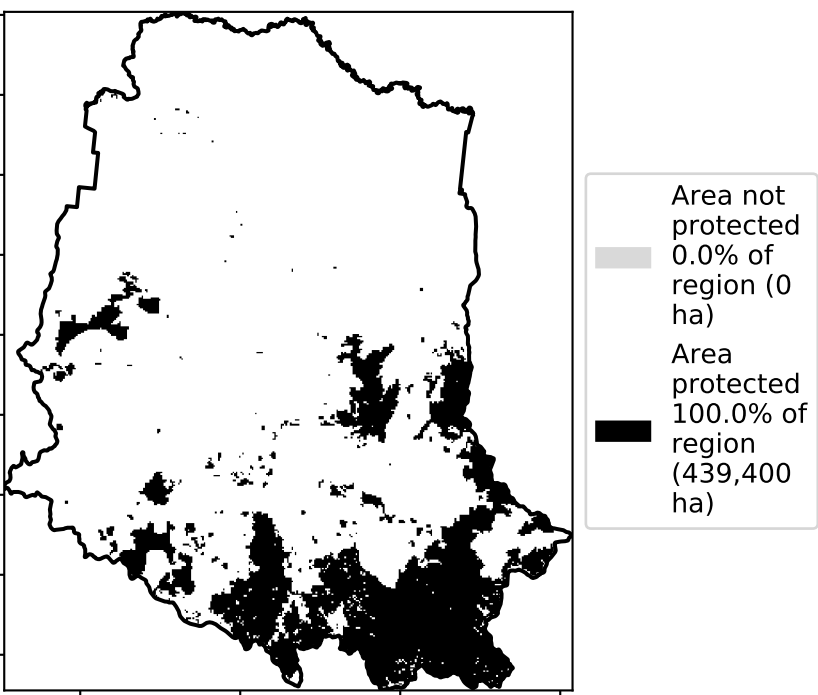 Area not
protected
0.0% of
region (0
ha)
Area
protected
100.0% of
region
(439,400
ha)